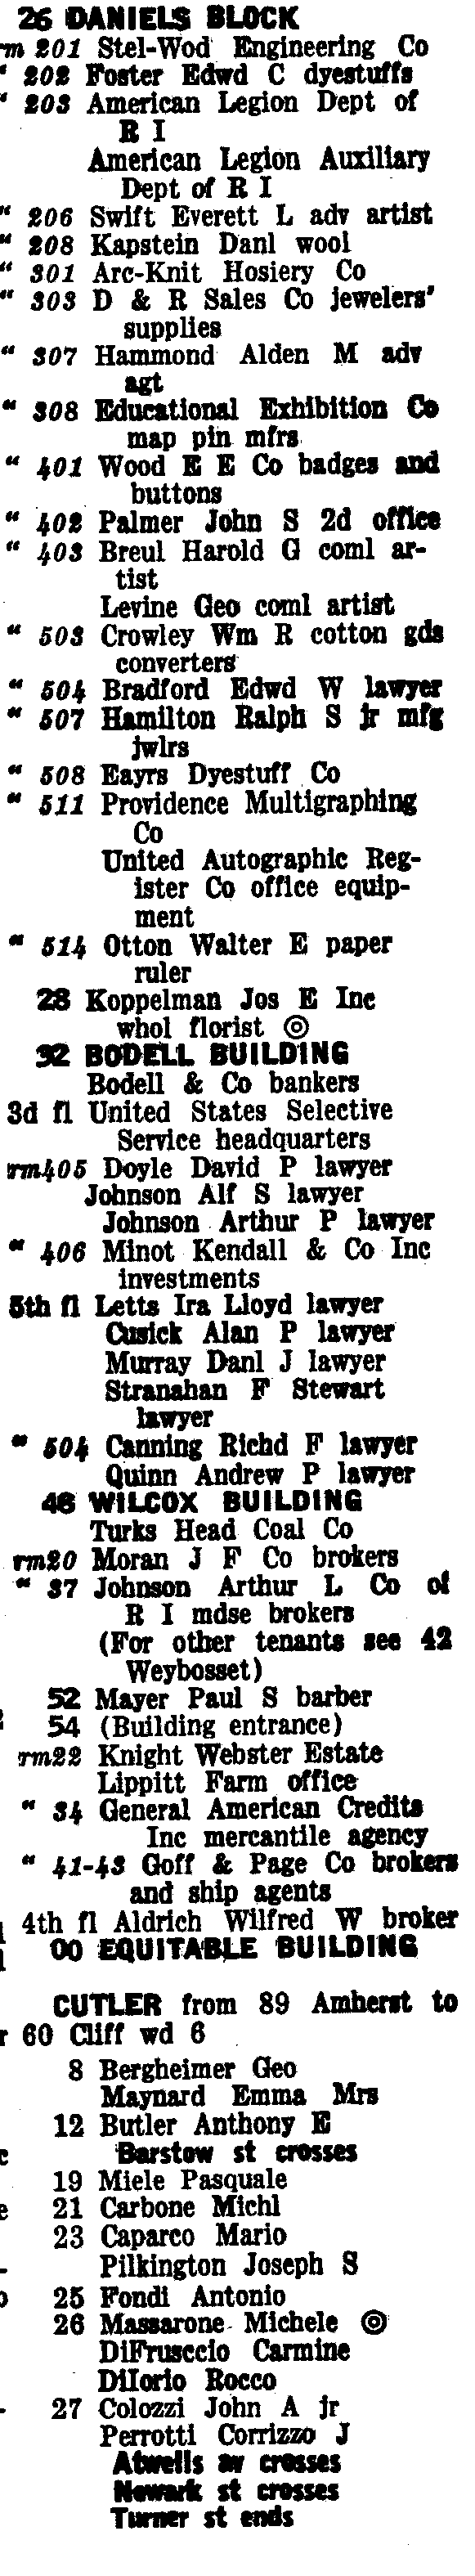 26 DANIELS BLOCK
rm 201 Stel-Wod Engineering Co
" 202 Foster Edwd C dyestuffs
" 203 American Legion Dept of
R I
American Legion Auxiliary
Dept of R I
" 206 Swift Everett L adv artist
" 208 Kapstein Danl wool
" 301 Arc-Knit Hosiery Co
" 303 D & R Sales Co jewelers'
supplies
" 307 Hammond Alden M adv
agt
" 308 Educational Exhibition Co
map pin mfrs
" 401 Wood E E Co badges and
buttons
" 402 Palmer John S 2d office
" 403 Breul Harold G coml ar-
tist
Levine Geo coml artist
" 503 Crowley Wm R cotton gds
converters
" 504 Bradford Edwd W lawyer
" 507 Hamilton Ralph S jr mfg
jwlrs
" 508 Eayrs Dyestuff Co
" 511 Providence Multigraphing
Co
United Autographic Reg-
ister Co office equip-
ment
" 514 Otton Walter E paper
ruler
28 Koppelman Jos E Inc
whol florist ◎
32 BODELL BUILDING
Bodell & Co bankers
3d fl United States Selective
Service headquarters
rm405 Doyle David P lawyer
Johnson Alf S lawyer
Johnson Arthur P lawyer
" 406 Minot Kendall & Co Inc
investments
5th fl Letts Ira Lloyd lawyer
Cusick Alan P lawyer
Murray Danl J lawyer
Stranahan F Stewart
lawyer
" 504 Canning Richd F lawyer
Quinn Andrew P lawyer
46 WILCOX BUILDING
Turks Head Coal Co
rm20 Moran J F Co brokers
" 37 Johnson Arthur L Co of
R I mdse brokers
(For other tenants see 42
Weybosset)
52 Mayer Paul S barber
54 (Building entrance)
rm22 Knight Webster Estate
Lippitt Farm office
" 34 General American Credits
Inc mercantile agency
" 41-43 Goff & Page Co brokers
and ship agents
4th fl Aldrich Wilfred W broker
00 EQUITABLE BUILDING
CUTLER from 89 Amherst to
60 Cliff wd 6
8 Bergheimer Geo
Maynard Emma Mrs
12 Butler Anthony E
Barstow st crosses
19 Miele Pasquale
21 Carbone Michl
23 Caparco Mario
Pilkington Joseph S
25 Fondi Antonio
26 Massarone Michele ◎
DiFrusccio Carmine
DiIorio Rocco
27 Colozzi John A jr
Perrotti Corrizzo J
Atwells av crosses
Newark st crosses
Turner st ends